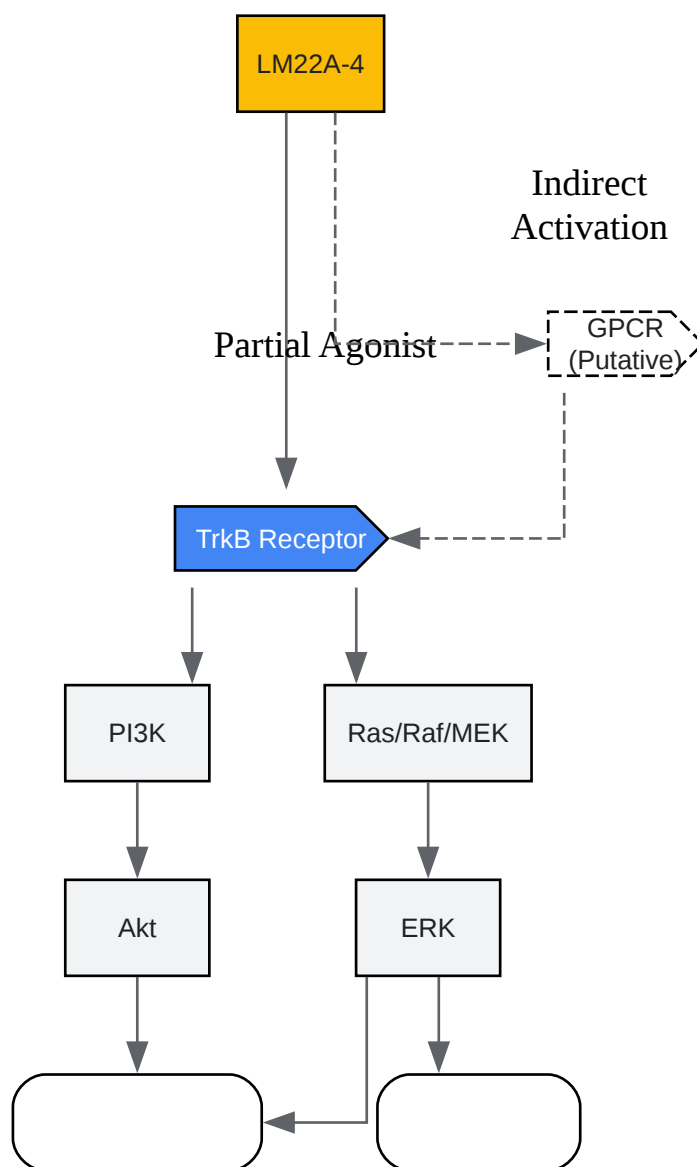 LM22A-4
Indirect
Activation
GPCR
(Putative)
Partial Agonist
TrkB Receptor
PI3K
Ras/Raf/MEK
Akt
ERK